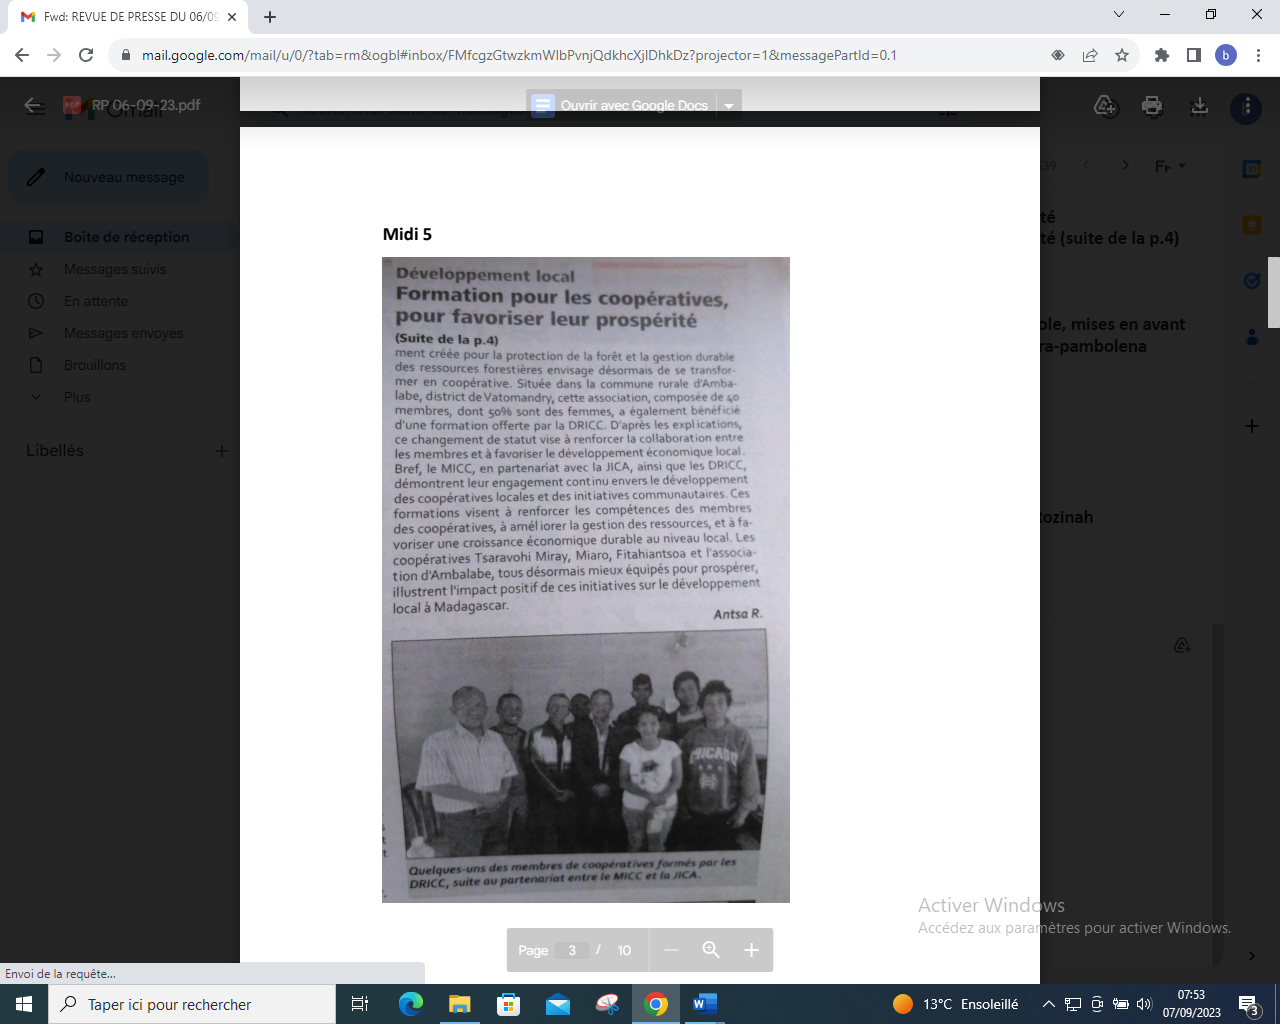 Fwd: REVUE DE PRESSE DU 06/09
mail.google.com/mail/u/0/?tab=rm&ogbl#inbox/FMfcgzGtwzkmWlbPvnjQdkhcXjlDhkDz?projector=1&messagePartId=0.1
b
PDF
RP 06-09-23.pdf
Gmail
Ouvrir avec Google Docs
Nouveau message
39
Fr
Boîte de réception
té
té (suite de la p.4)
Messages suivis
En attente
Messages envoyés
ble, mises en avant
ra-pambolena
Brouillons
Plus
Libellés
Rozinah
Midi 5
Développement local
Formation pour les coopératives,
pour favoriser leur prospérité
(Suite de la p.4)
ment créée pour la protection de la forêt et la gestion durable
des ressources forestières envisage désormais de se transfor-
mer en coopérative. Située dans la commune rurale d'Amba-
labe, district de Vatomandry, cette association, composée de 40
membres, dont 50% sont des femmes, a également bénéficié
d'une formation offerte par la DRICC. D'après les explications,
ce changement de statut vise à renforcer la collaboration entre
les membres et à favoriser le développement économique local.
Bref, le MICC, en partenariat avec la JICA, ainsi que les DRICC,
démontrent leur engagement continu envers le développement
des coopératives locales et des initiatives communautaires. Ces
formations visent à renforcer les compétences des membres
des coopératives, à améliorer la gestion des ressources, et à fa-
voriser une croissance économique durable au niveau local. Les
coopératives Tsaravohi Miray, Miaro, Fitahiantsoa et l'associa-
tion d'Ambalabe, tous désormais mieux équipés pour prospérer,
illustrent l'impact positif de ces initiatives sur le développement
local à Madagascar.
Antsa R.
CHICAGO
Quelques-uns des membres de coopératives formés par les
DRICC, suite au partenariat entre le MICC et la JICA.
Activer Windows
Accédez aux paramètres pour activer Windows.
Page 3 / 10
Envoi de la requête...
Taper ici pour rechercher
13°C Ensoleillé
07:53
07/09/2023
3